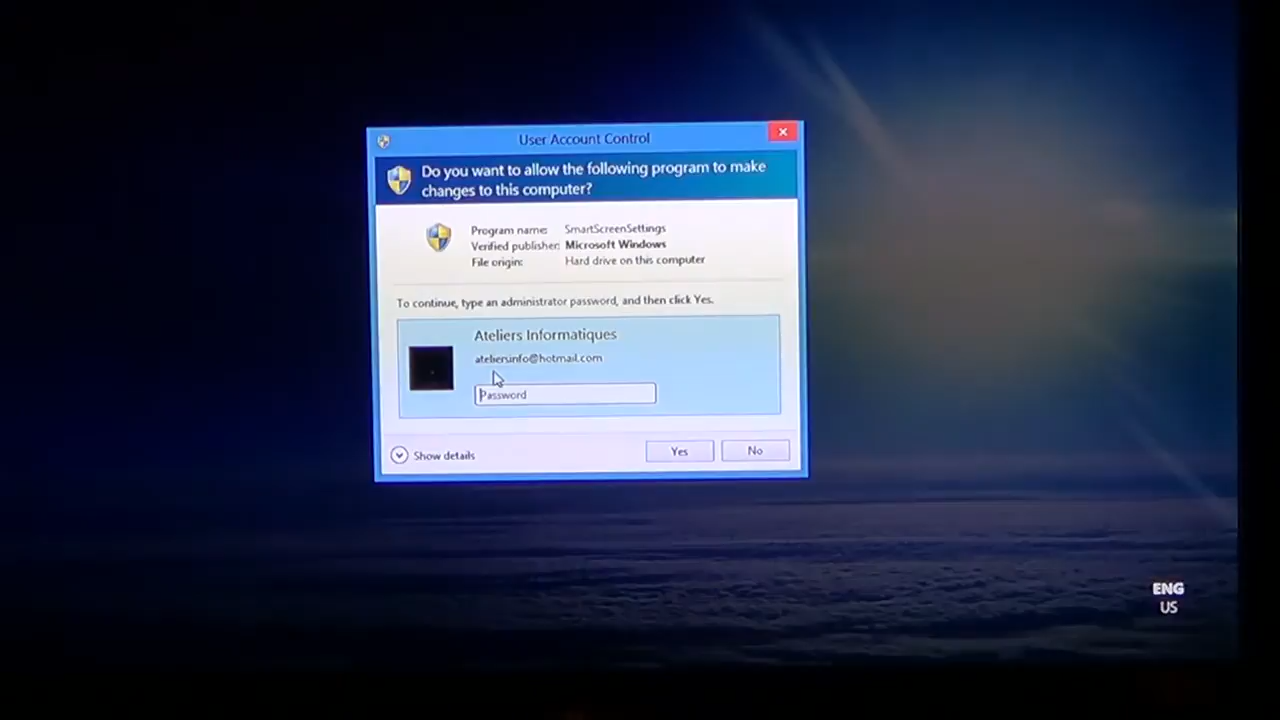 User Account Control
Do you want to allow the following program to make
changes to this computer?
Program name: SmartScreenSettings
Verified publisher: Microsoft Windows
File origin: Hard drive on this computer
To continue, type an administrator password, and then click Yes.
Ateliers Informatiques
ateliersinfo@hotmail.com
Password
Show details
Yes
No
ENG
US